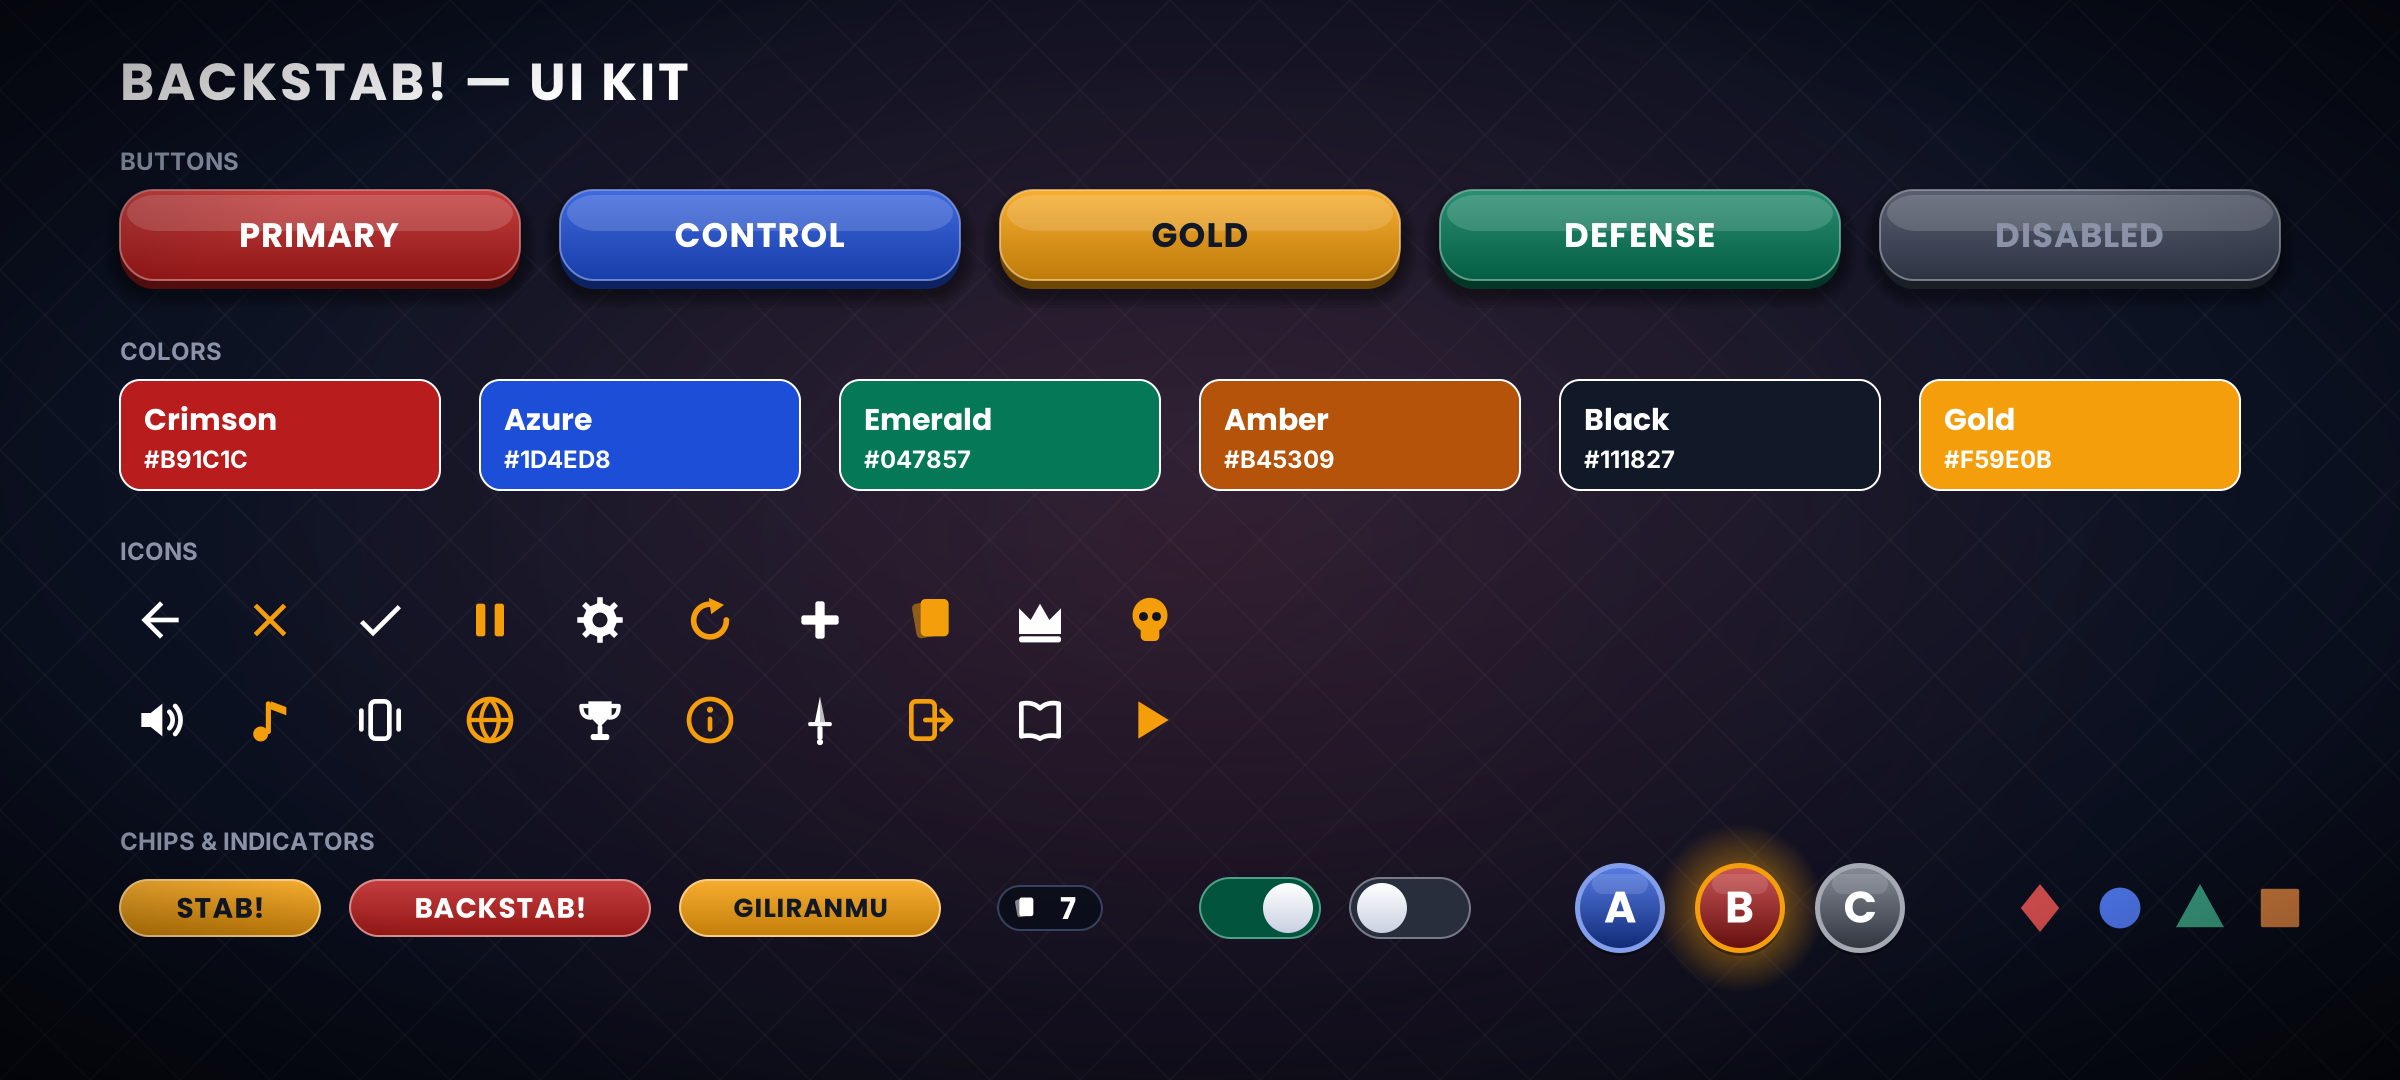 BACKSTAB! — UI KIT
BUTTONS
PRIMARY
CONTROL
GOLD
DEFENSE
DISABLED
COLORS
Crimson
#B91C1C
Azure
#1D4ED8
Emerald
#047857
Amber
#B45309
Black
#111827
Gold
#F59E0B
ICONS
CHIPS & INDICATORS
STAB!
BACKSTAB!
GILIRANMU
7
A
B
C